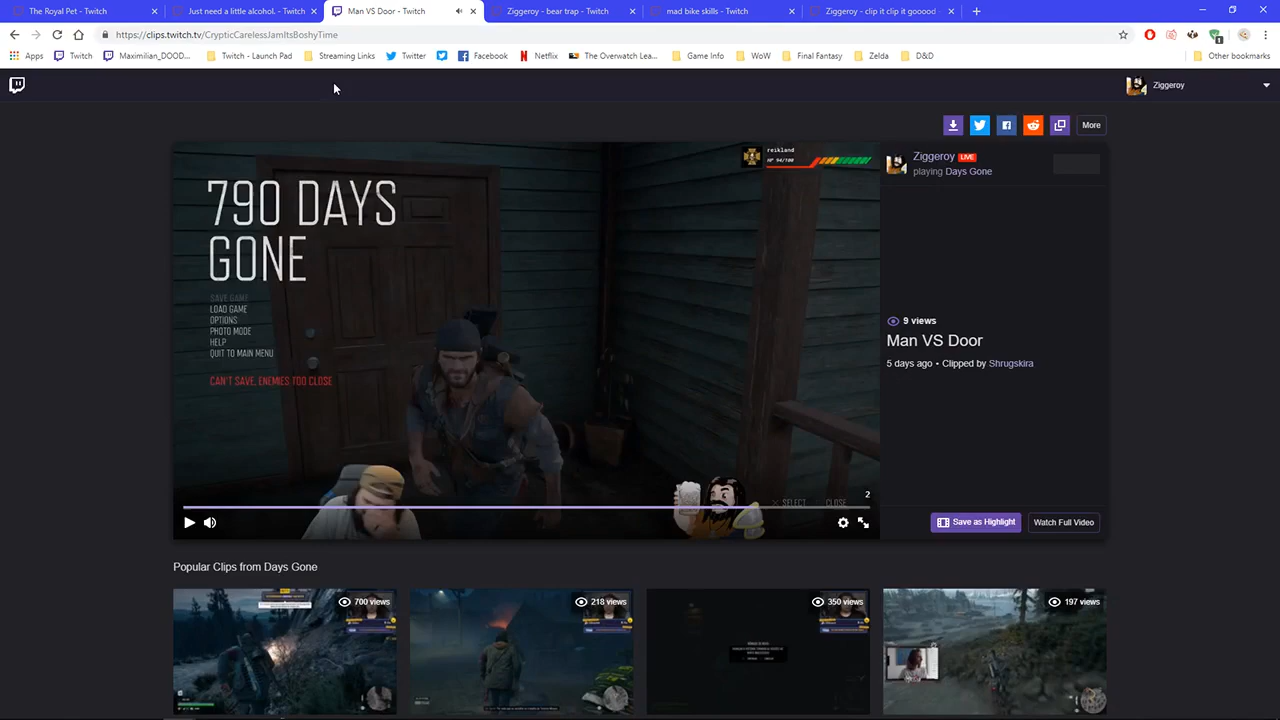 The Royal Pet - Twitch
Just need a little alcohol. - Twitch
Man VS Door - Twitch
Ziggeroy - bear trap - Twitch
mad bike skills - Twitch
Ziggeroy - clip it clip it gooood -
https://clips.twitch.tv/CrypticCarelessJamItsBoshyTime
Apps
Twitch
Maximilian_DOOD...
Twitch - Launch Pad
Streaming Links
Twitter
Facebook
Netflix
The Overwatch Lea...
Game Info
WoW
Final Fantasy
Zelda
D&D
Other bookmarks
Ziggeroy
More
reikland
HP 94/100
790 DAYS
GONE
SAVE GAME
LOAD GAME
OPTIONS
PHOTO MODE
HELP
QUIT TO MAIN MENU
CAN'T SAVE, ENEMIES TOO CLOSE
2
SELECT
CLOSE
Ziggeroy LIVE
playing Days Gone
9 views
Man VS Door
5 days ago • Clipped by Shrugskira
Save as Highlight
Watch Full Video
Popular Clips from Days Gone
700 views
218 views
350 views
197 views